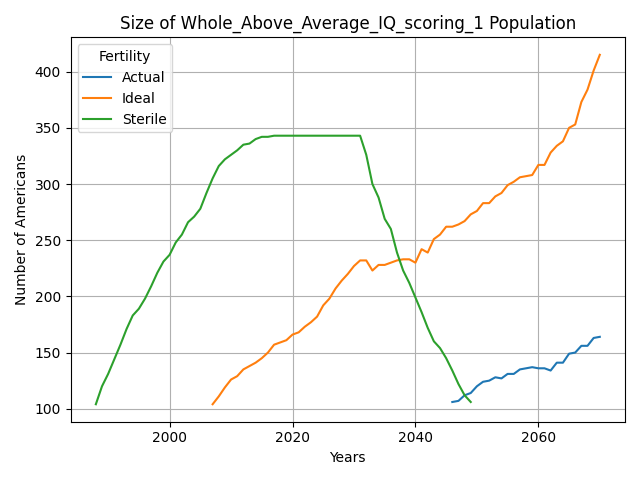 Size of Whole_Above_Average_IQ_scoring_1 Population
Fertility
Actual
Ideal
Sterile
400
350
300
250
200
150
100
Number of Americans
2000
2020
2040
2060
Years